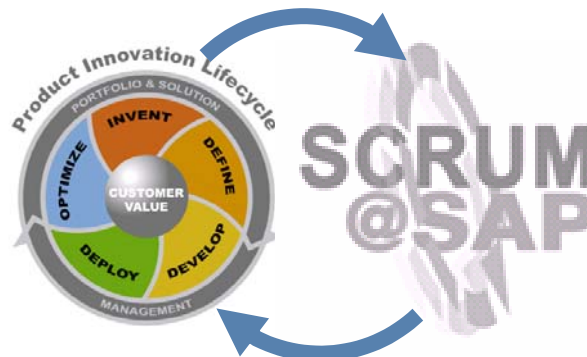 Product Innovation Lifecycle
PORTFOLIO & SOLUTION
INVENT
DEFINE
DEVELOP
DEPLOY
OPTIMIZE
CUSTOMER
VALUE
MANAGEMENT
SCRUM
@SAP